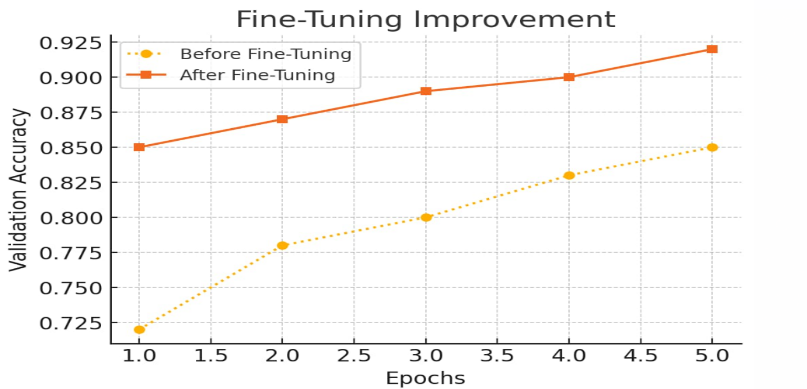 Fine-Tuning Improvement
Before Fine-Tuning
After Fine-Tuning
Validation Accuracy
0.925
0.900
0.875
0.850
0.825
0.800
0.775
0.750
0.725
1.0 1.5 2.0 2.5 3.0 3.5 4.0 4.5 5.0
Epochs